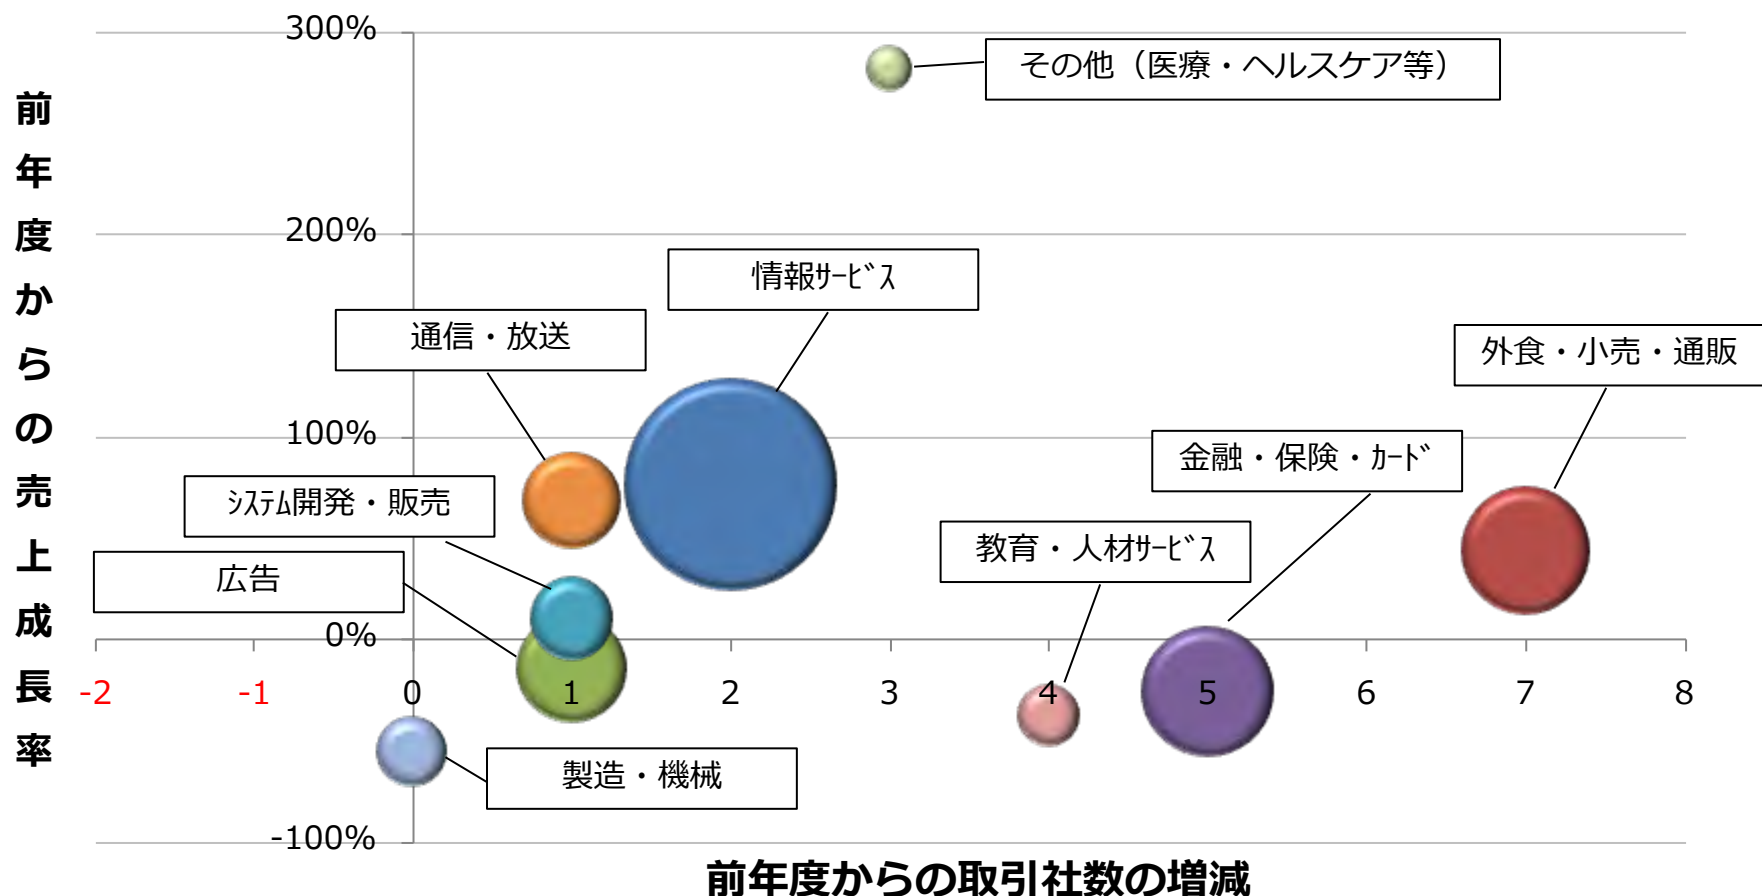 前年度からの売上成長率
300%
その他（医療・ヘルスケア等）
200%
情報ｻｰﾋﾞｽ
通信・放送
外食・小売・通販
100%
金融・保険・ｶｰﾄﾞ
ｼｽﾃﾑ開発・販売
教育・人材ｻｰﾋﾞｽ
広告
0%
-2 -1 0 1 2 3 4 5 6 7 8
製造・機械
-100%
前年度からの取引社数の増減